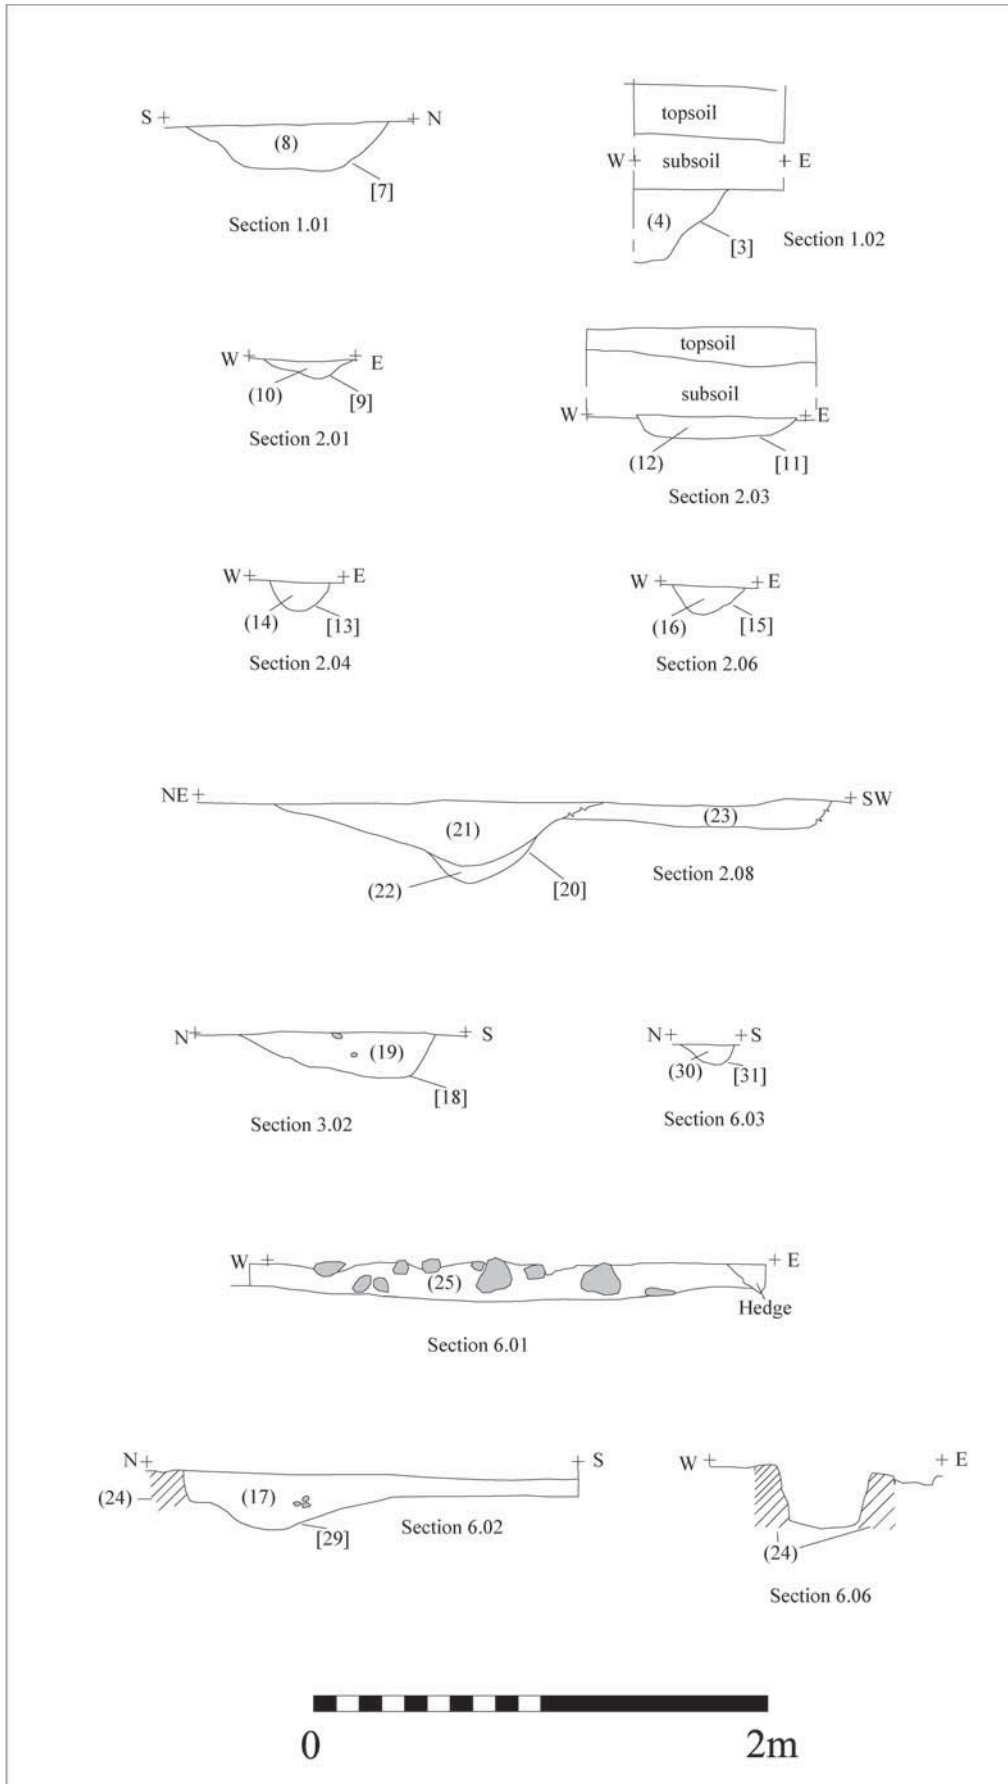 S N
(8)
[7]
Section 1.01
topsoil
W subsoil E
(4)
[3]
Section 1.02
W E
(10)
[9]
Section 2.01
topsoil
subsoil
W E
(12) [11]
Section 2.03
W E
(14) [13]
Section 2.04
W E
(16) [15]
Section 2.06
NE SW
(21) (23)
(22) [20]
Section 2.08
N S
(19)
[18]
Section 3.02
N S
(30) [31]
Section 6.03
W E
(25)
Hedge
Section 6.01
N S
(24) (17)
[29]
Section 6.02
W E
(24)
Section 6.06
0 2m